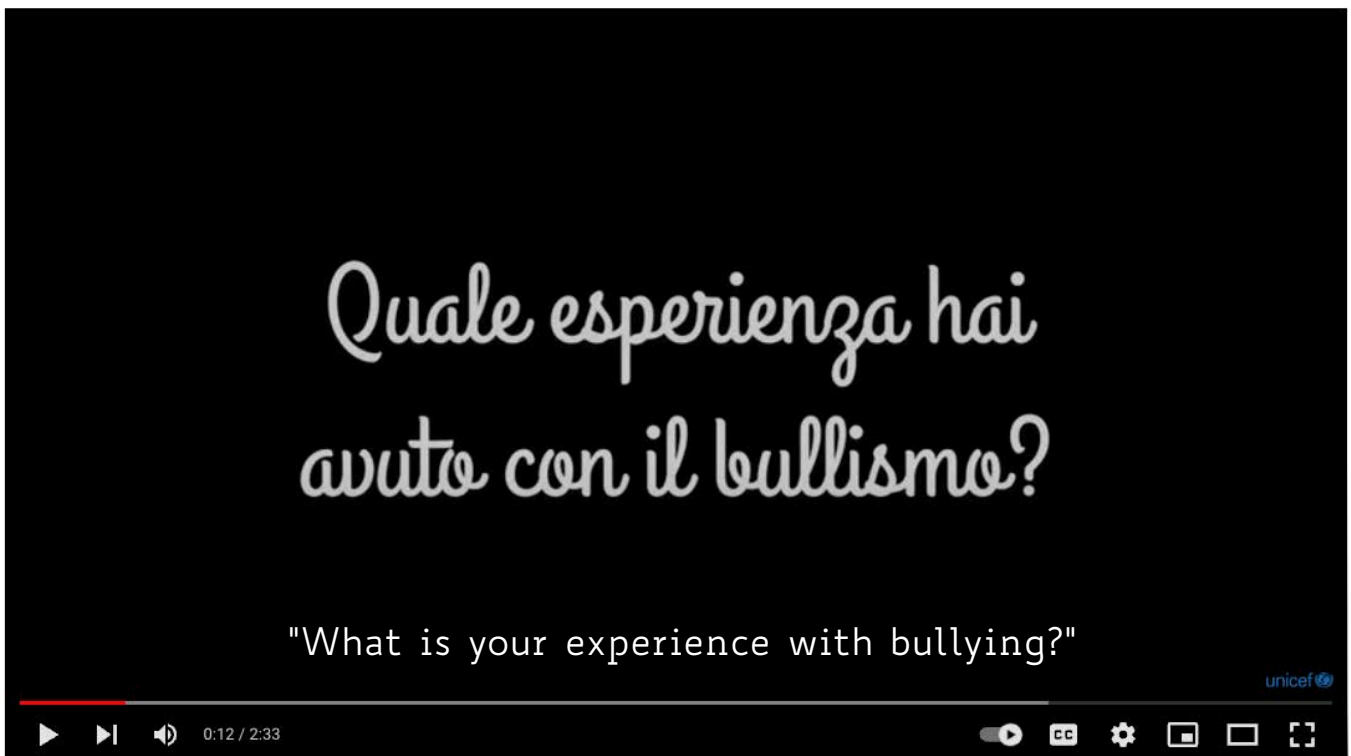 Quale esperienza hai
avuto con il bullismo?
"What is your experience with bullying?"
unicef
0:12 / 2:33
CC